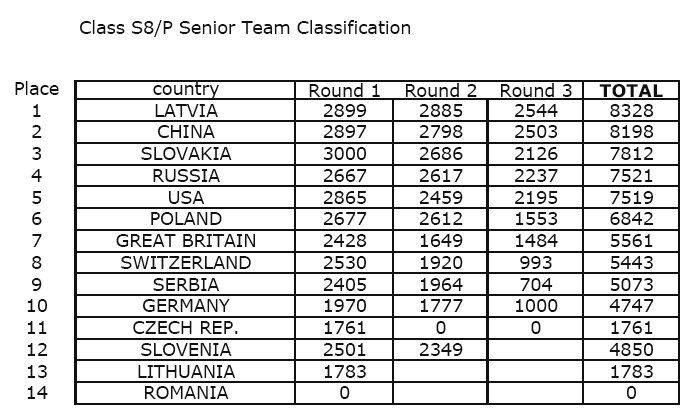 Class S8/P Senior Team Classification
Place country Round 1 Round 2 Round 3 TOTAL
1 LATVIA 2899 2885 2544 8328
2 CHINA 2897 2798 2503 8198
3 SLOVAKIA 3000 2686 2126 7812
4 RUSSIA 2667 2617 2237 7521
5 USA 2865 2459 2195 7519
6 POLAND 2677 2612 1553 6842
7 GREAT BRITAIN 2428 1649 1484 5561
8 SWITZERLAND 2530 1920 993 5443
9 SERBIA 2405 1964 704 5073
10 GERMANY 1970 1777 1000 4747
11 CZECH REP. 1761 0 0 1761
12 SLOVENIA 2501 2349 4850
13 LITHUANIA 1783 1783
14 ROMANIA 0 0